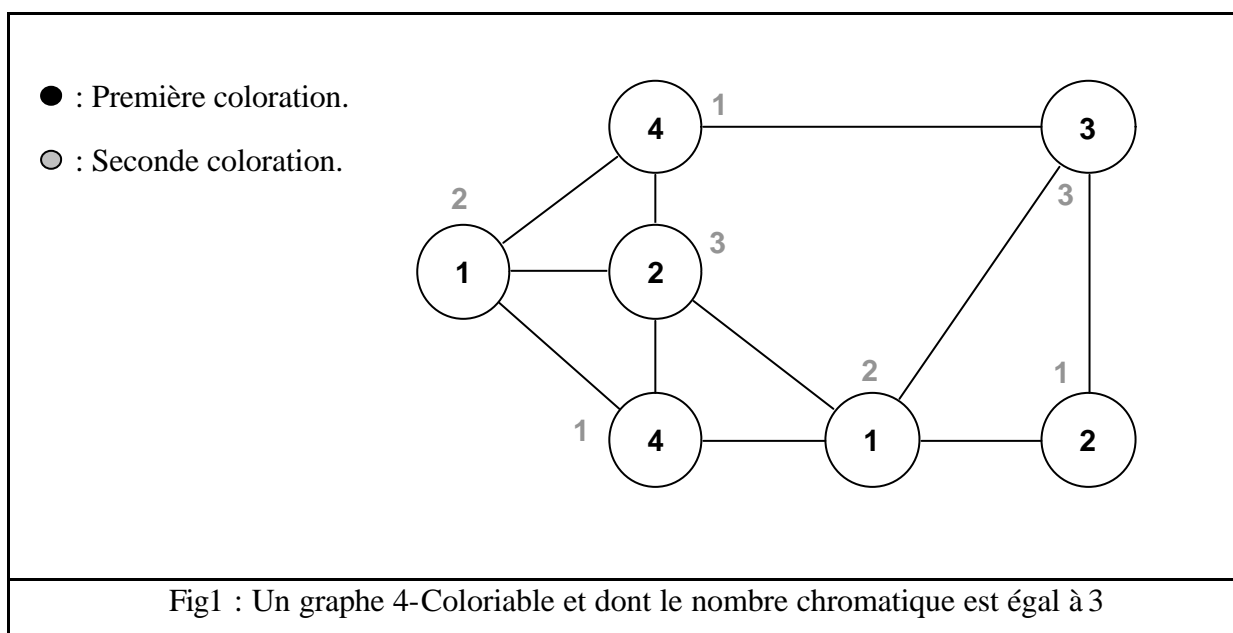 ● : Première coloration.
○ : Seconde coloration.
4 1 3
2 3
1 2 3
2 1
1 4 1 2
Fig1 : Un graphe 4-Coloriable et dont le nombre chromatique est égal à 3